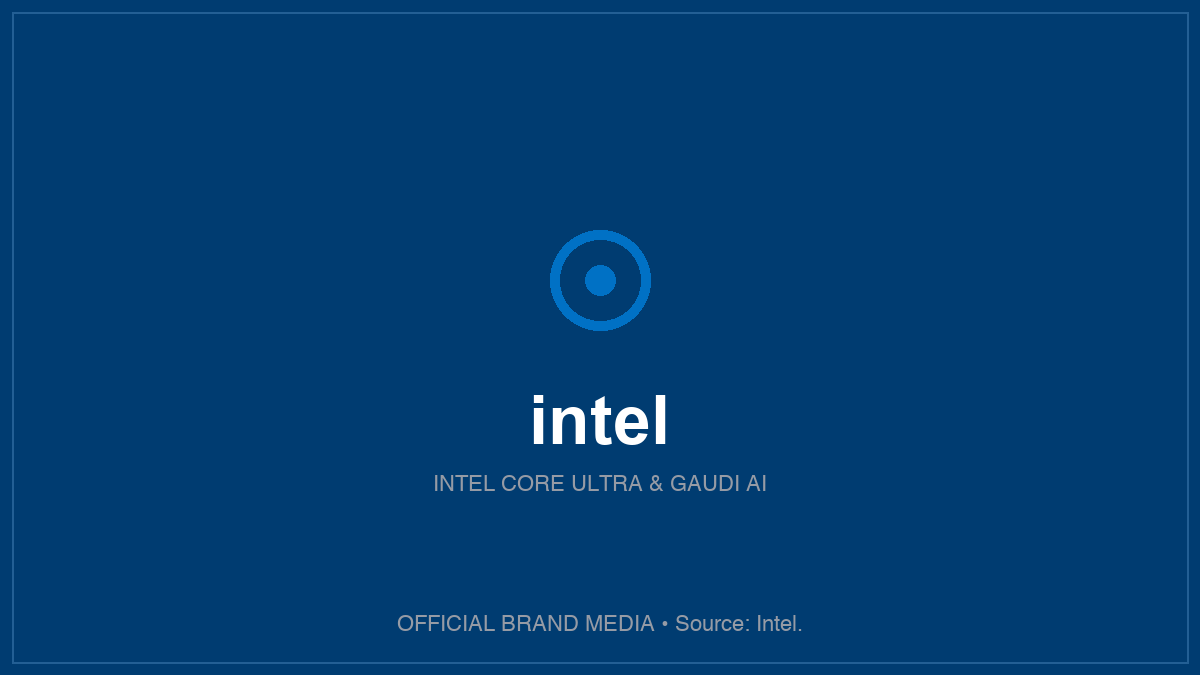 intel
INTEL CORE ULTRA & GAUDI AI
OFFICIAL BRAND MEDIA • Source: Intel.